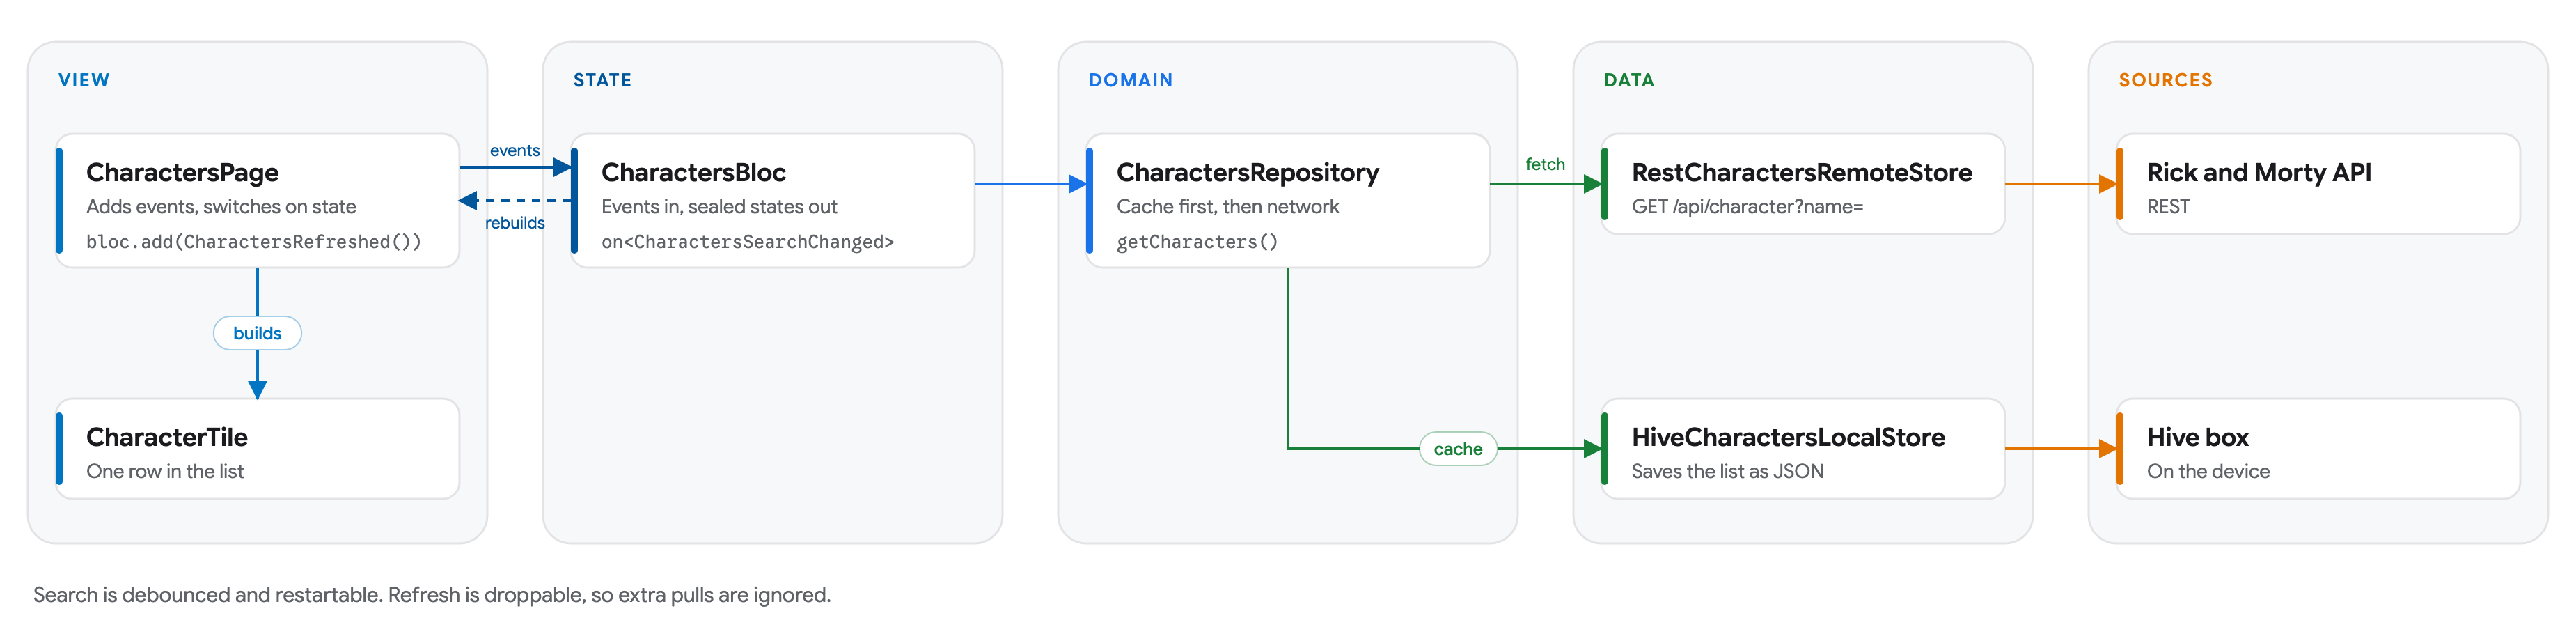 VIEW
CharactersPage
Adds events, switches on state
bloc.add(CharactersRefreshed())
builds
CharacterTile
One row in the list
events
rebuilds
STATE
CharactersBloc
Events in, sealed states out
on<CharactersSearchChanged>
DOMAIN
CharactersRepository
Cache first, then network
getCharacters()
fetch
cache
DATA
RestCharactersRemoteStore
GET /api/character?name=
HiveCharactersLocalStore
Saves the list as JSON
SOURCES
Rick and Morty API
REST
Hive box
On the device
Search is debounced and restartable. Refresh is droppable, so extra pulls are ignored.